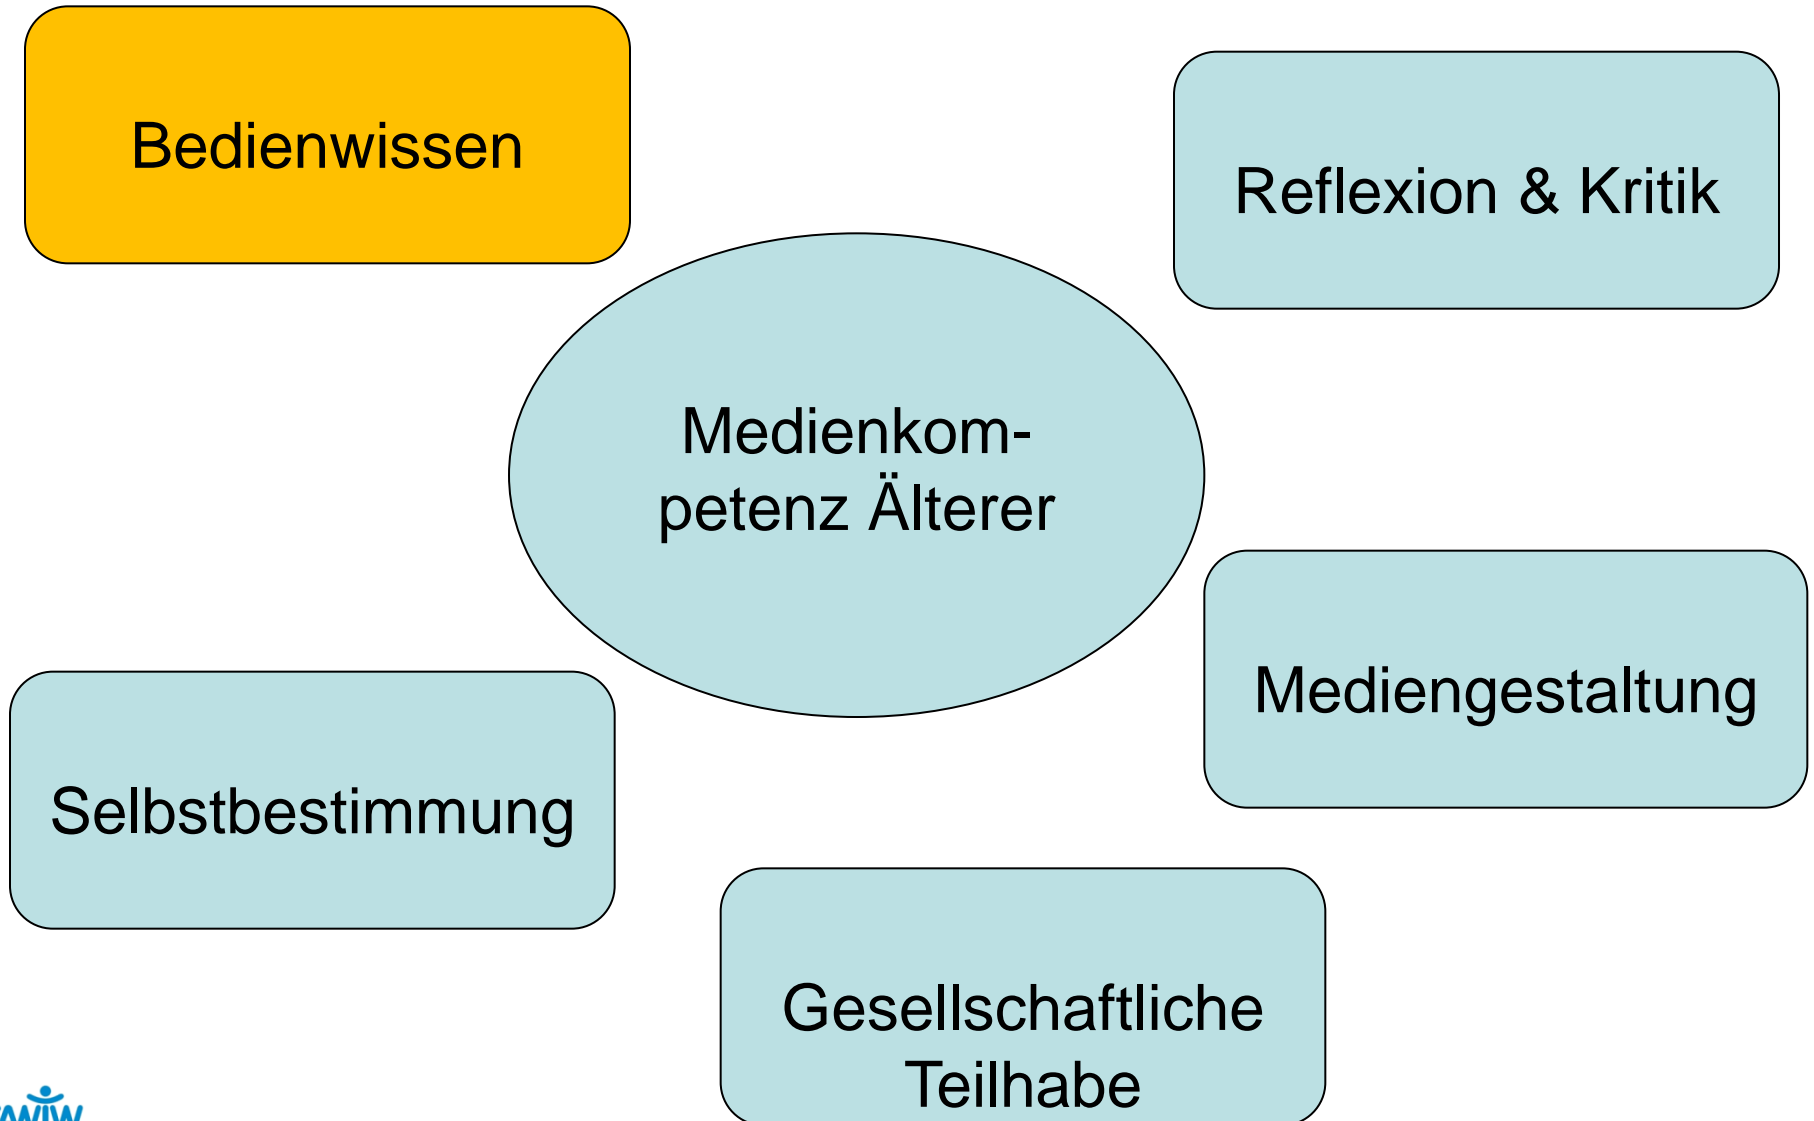 Bedienwissen
Reflexion & Kritik
Medienkom-
petenz Älterer
Mediengestaltung
Selbstbestimmung
Gesellschaftliche
Teilhabe